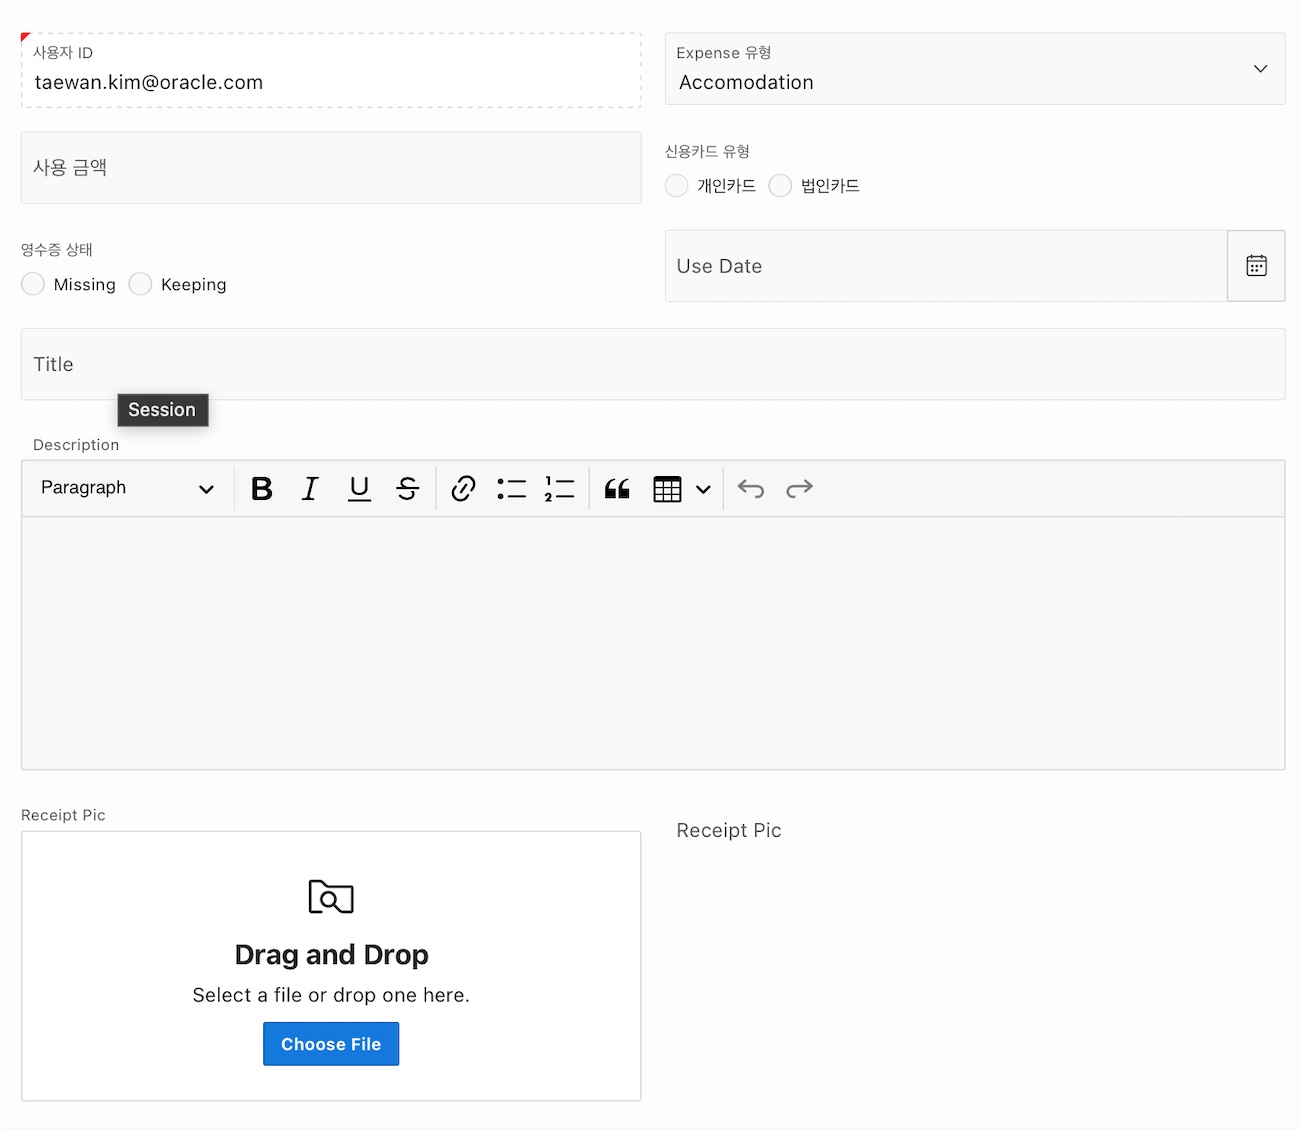 사용자 ID
taewan.kim@oracle.com
Expense 유형
Accomodation
사용 금액
신용카드 유형
개인카드 법인카드
영수증 상태
Missing Keeping
Use Date
Title
Session
Description
Paragraph B I U S
Receipt Pic
Drag and Drop
Select a file or drop one here.
Choose File
Receipt Pic